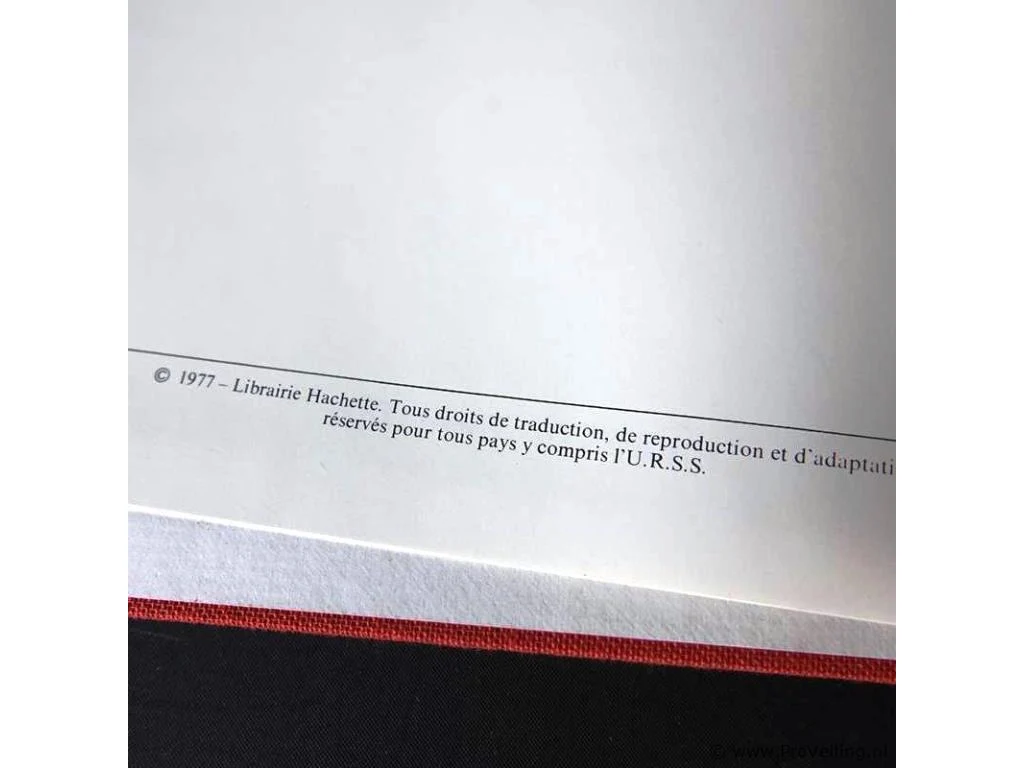 © 1977 – Librairie Hachette. Tous droits de traduction, de reproduction et d'adaptati
réservés pour tous pays y compris l'U.R.S.S.
© www.ProVeiling.nl